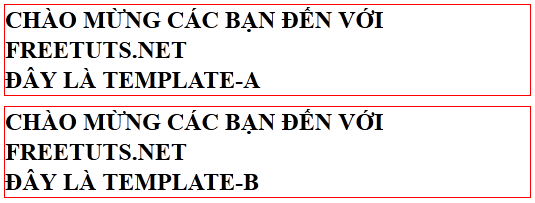 CHÀO MỪNG CÁC BẠN ĐẾN VỚI
FREETUTS.NET
ĐÂY LÀ TEMPLATE-A
CHÀO MỪNG CÁC BẠN ĐẾN VỚI
FREETUTS.NET
ĐÂY LÀ TEMPLATE-B